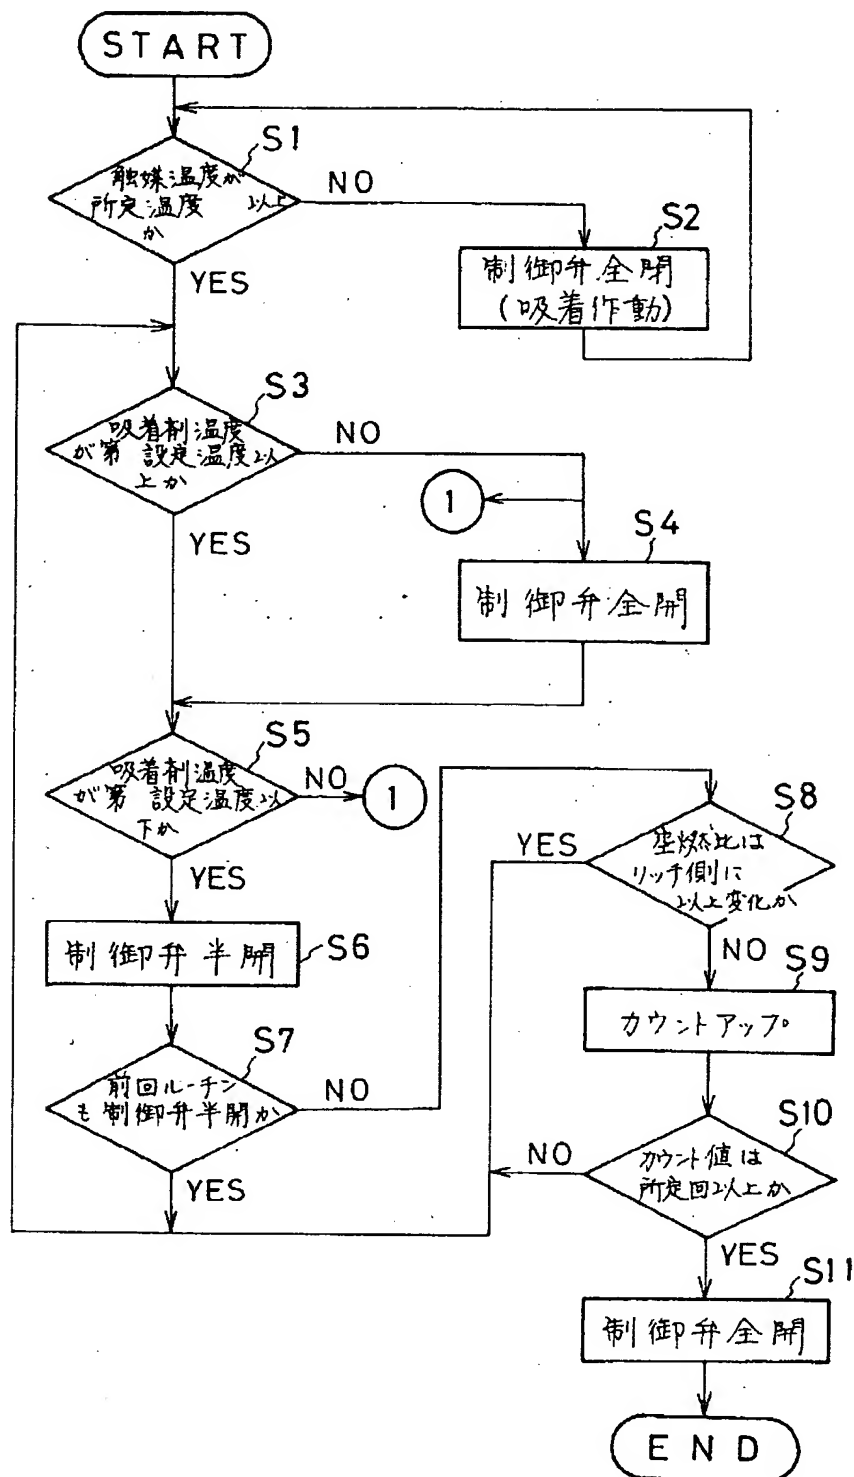 START
S1
触媒温度が
所定温度 以上
か
NO
YES
S2
制御弁全閉
(吸着作動)
S3
吸着剤温度
が第 設定温度以
上か
NO
YES
1
S4
制御弁全開
S5
吸着剤温度
が第 設定温度以
下か
NO
1
YES
S6
制御弁半開
S7
前回ルーチン
も制御弁半開か
NO
YES
S8
空燃比は
リッチ側に
以上変化か
YES
NO
S9
カウントアップ
S10
カウント値は
所定回以上か
NO
YES
S11
制御弁全開
END